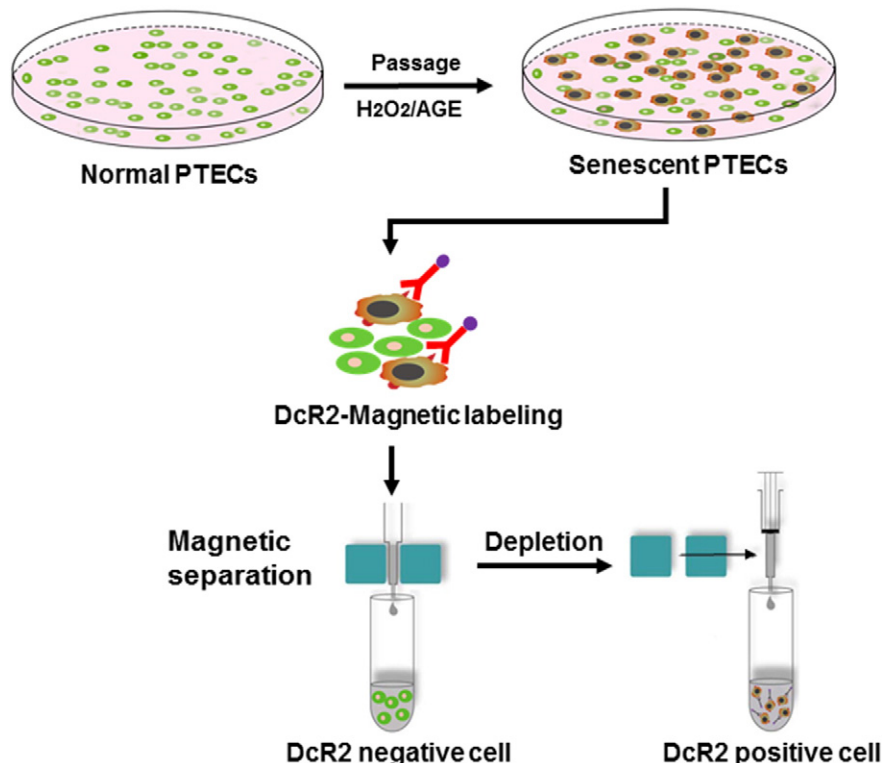 Passage
H2O2/AGE
Normal PTECs
Senescent PTECs
DcR2-Magnetic labeling
Magnetic
separation
Depletion
DcR2 negative cell
DcR2 positive cell